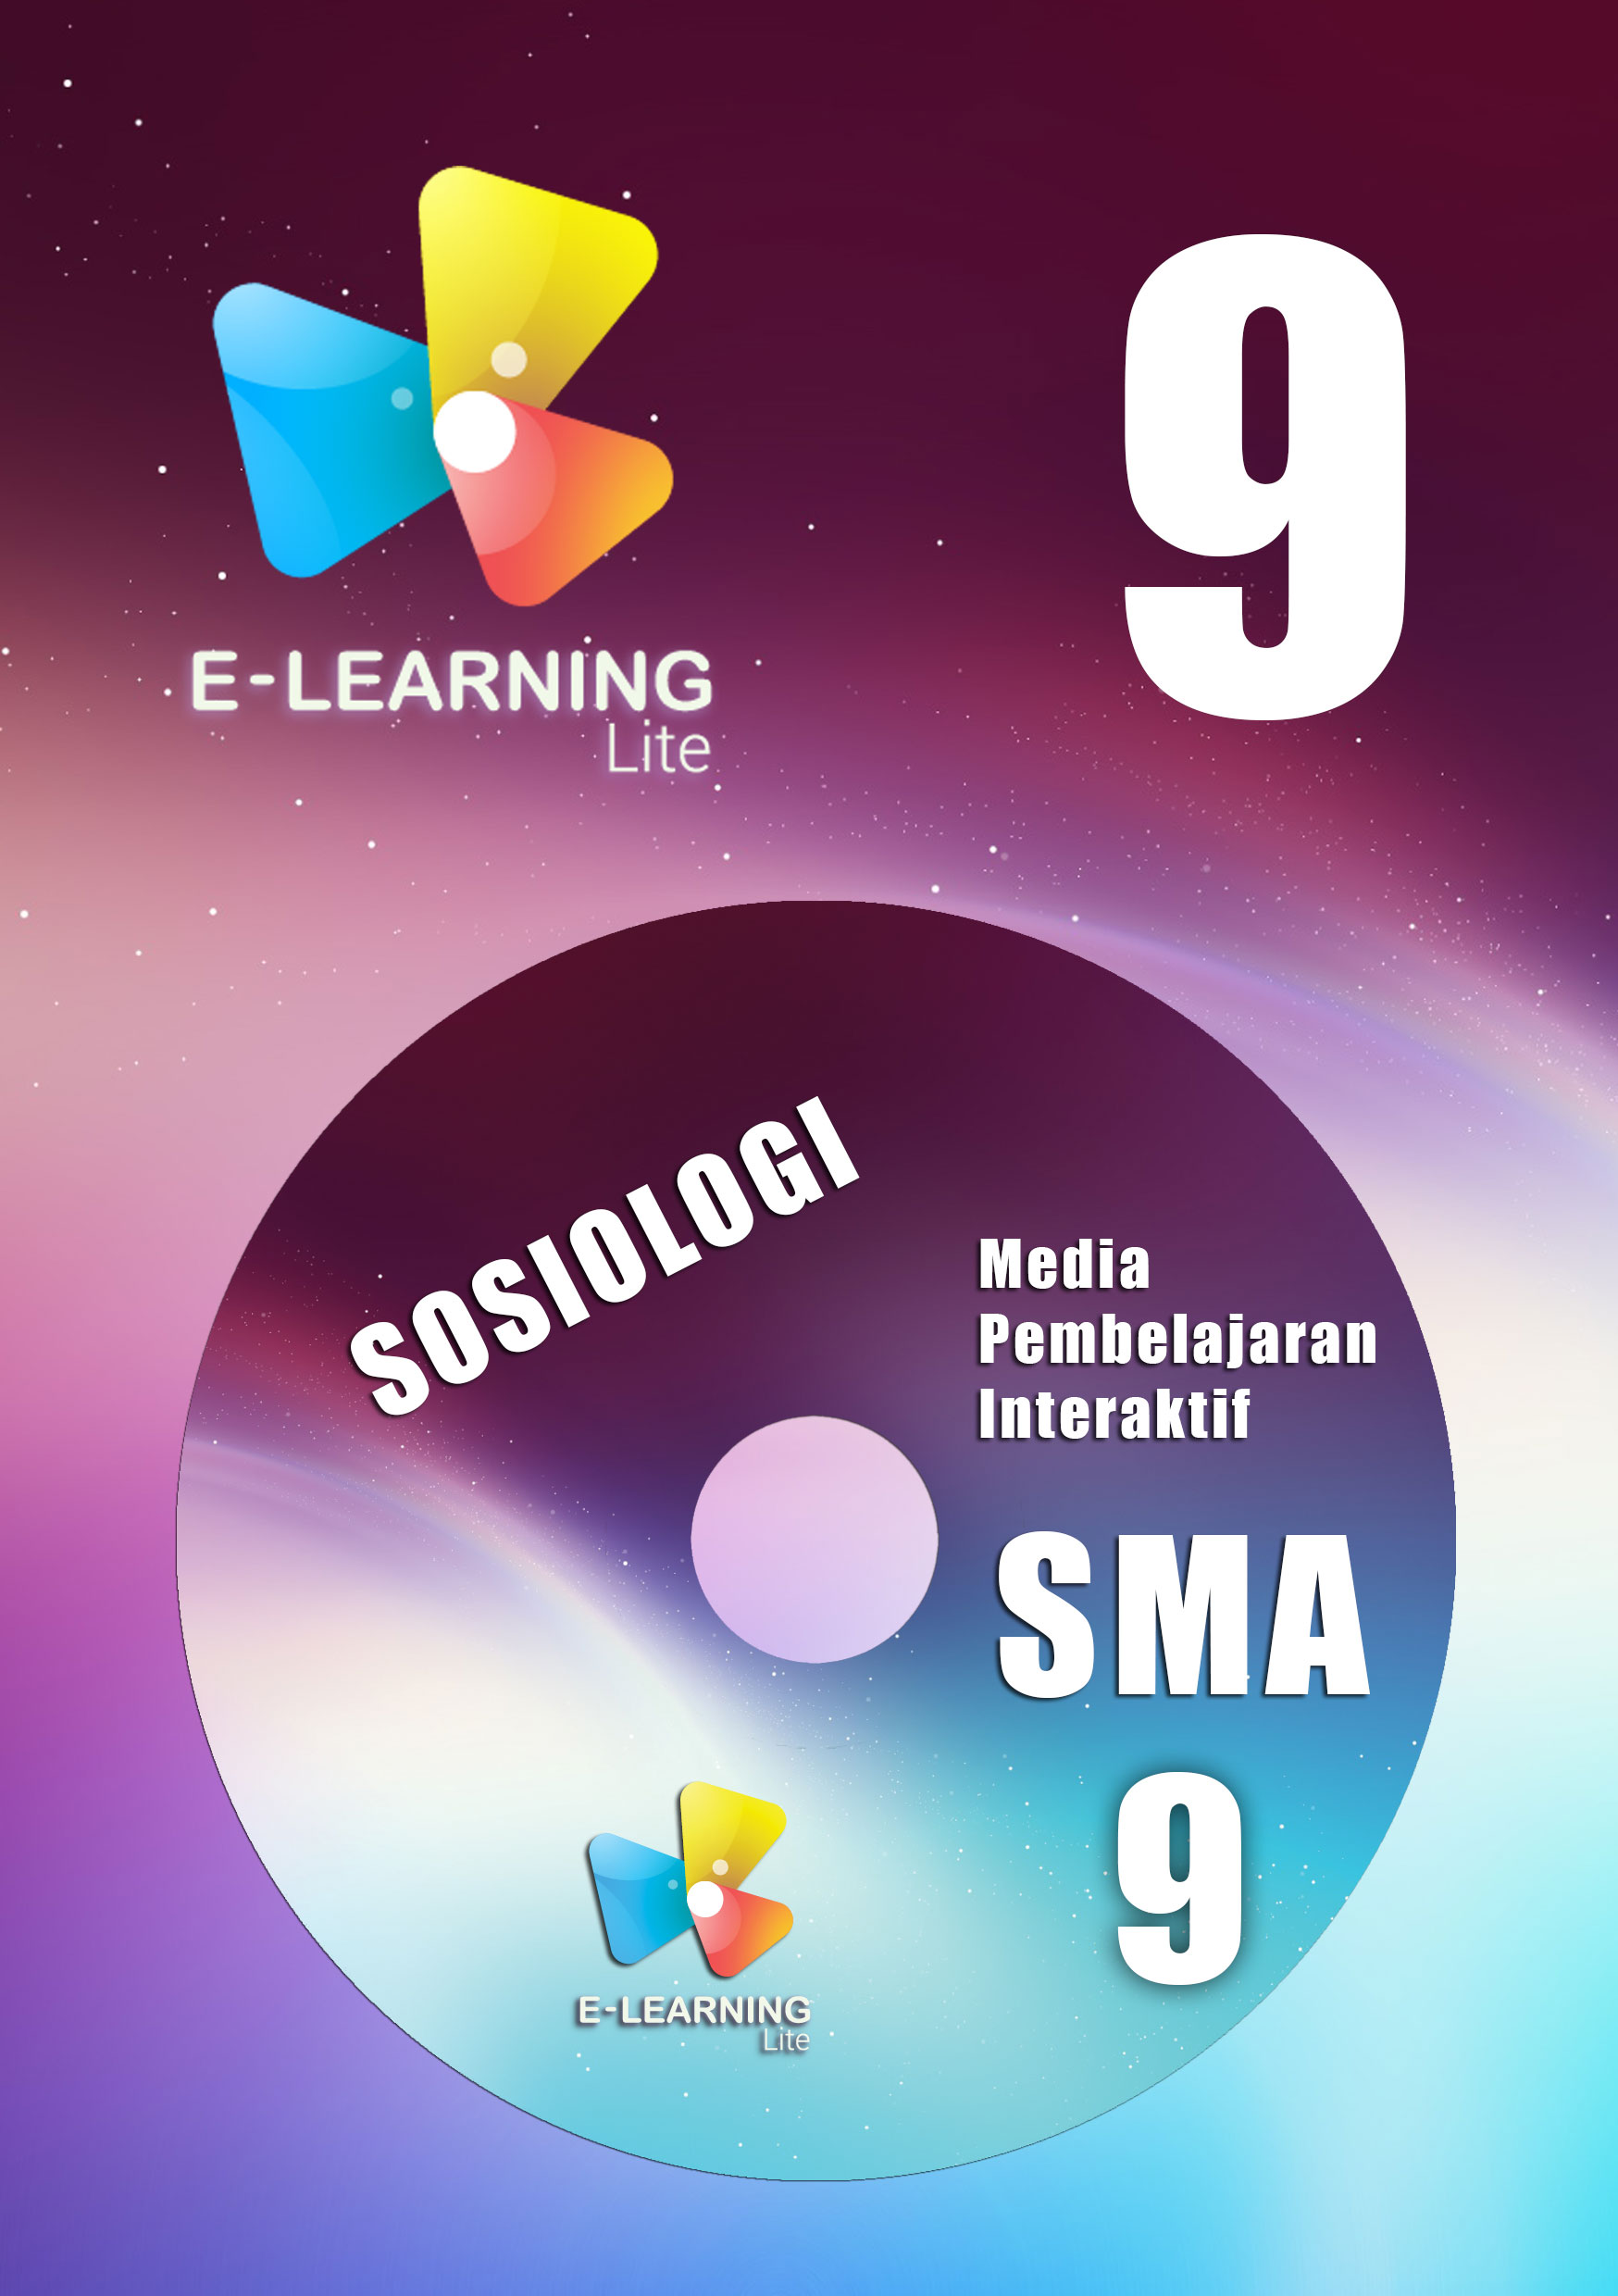 E-LEARNING
Lite
9
SOSIOLOGI
Media
Pembelajaran
Interaktif
SMA
9
E-LEARNING
Lite